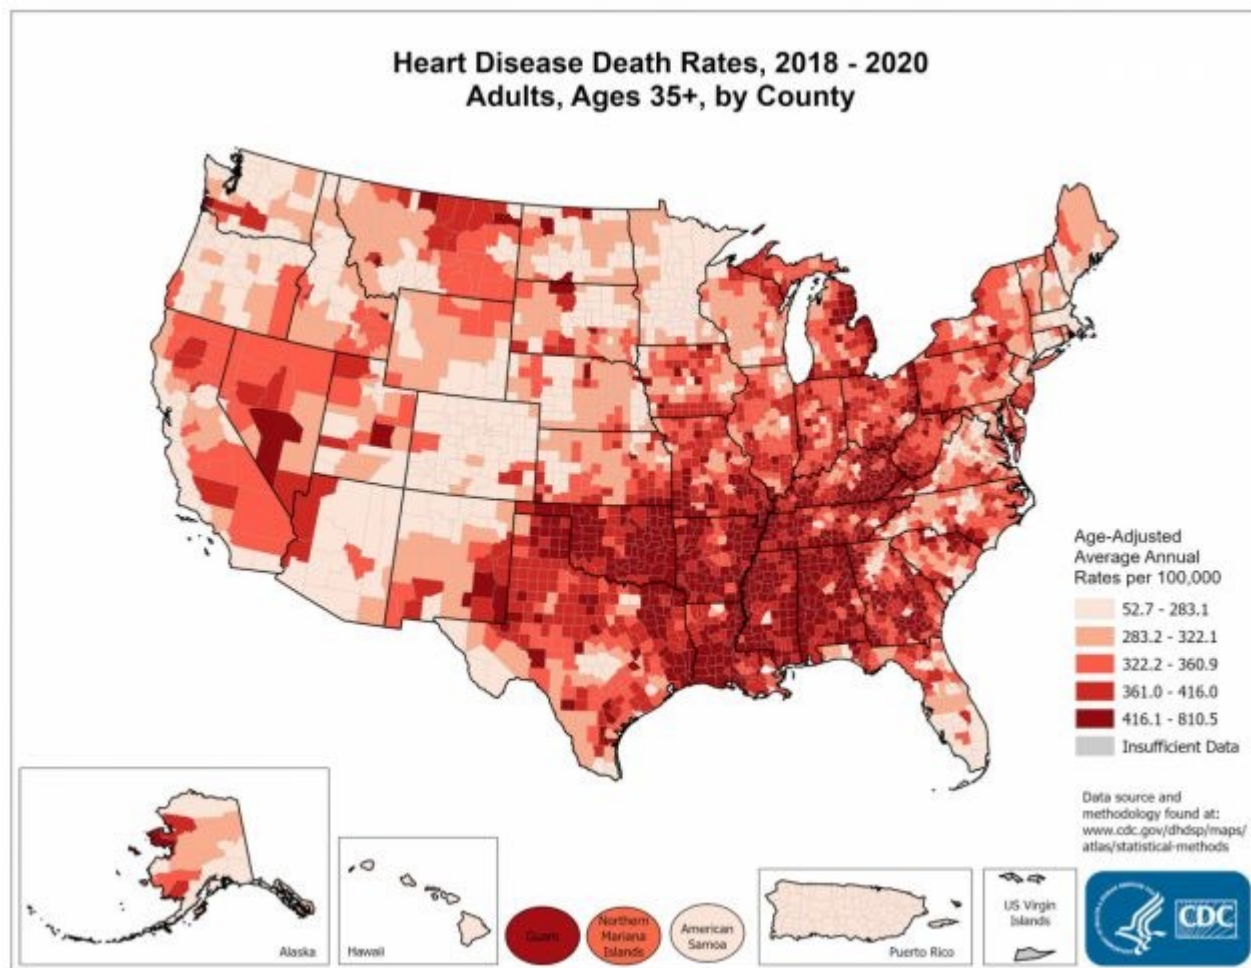 Heart Disease Death Rates, 2018 - 2020
Adults, Ages 35+, by County
Age-Adjusted
Average Annual
Rates per 100,000
52.7 - 283.1
283.2 - 322.1
322.2 - 360.9
361.0 - 416.0
416.1 - 810.5
Insufficient Data
Data source and
methodology found at:
www.cdc.gov/dhdsp/maps/
atlas/statistical-methods
Alaska
Hawaii
Guam
Northern
Mariana
Islands
American
Samoa
Puerto Rico
US Virgin
Islands
CDC